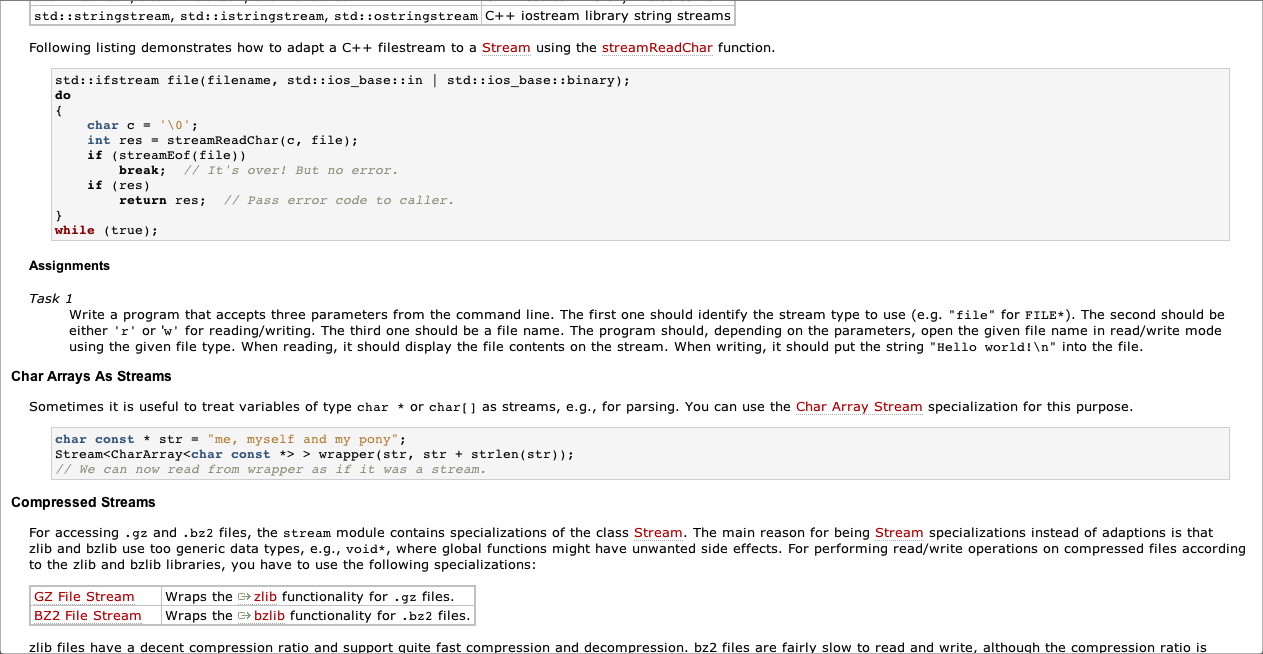 std::stringstream, std::istringstream, std::ostringstream C++ iostream library string streams
Following listing demonstrates how to adapt a C++ filestream to a Stream using the streamReadChar function.
std::ifstream file(filename, std::ios_base::in | std::ios_base::binary);
do
{
    char c = '\0';
    int res = streamReadChar(c, file);
    if (streamEof(file))
        break;  // It's over! But no error.
    if (res)
        return res;  // Pass error code to caller.
}
while (true);
Assignments
Task 1
Write a program that accepts three parameters from the command line. The first one should identify the stream type to use (e.g. "file" for FILE*). The second should be
either 'r' or 'w' for reading/writing. The third one should be a file name. The program should, depending on the parameters, open the given file name in read/write mode
using the given file type. When reading, it should display the file contents on the stream. When writing, it should put the string "Hello world!\n" into the file.
Char Arrays As Streams
Sometimes it is useful to treat variables of type char * or char[] as streams, e.g., for parsing. You can use the Char Array Stream specialization for this purpose.
char const * str = "me, myself and my pony";
Stream<CharArray<char const *> > wrapper(str, str + strlen(str));
// We can now read from wrapper as if it was a stream.
Compressed Streams
For accessing .gz and .bz2 files, the stream module contains specializations of the class Stream. The main reason for being Stream specializations instead of adaptions is that
zlib and bzlib use too generic data types, e.g., void*, where global functions might have unwanted side effects. For performing read/write operations on compressed files according
to the zlib and bzlib libraries, you have to use the following specializations:
GZ File Stream Wraps the zlib functionality for .gz files.
BZ2 File Stream Wraps the bzlib functionality for .bz2 files.
zlib files have a decent compression ratio and support quite fast compression and decompression. bz2 files are fairly slow to read and write, although the compression ratio is